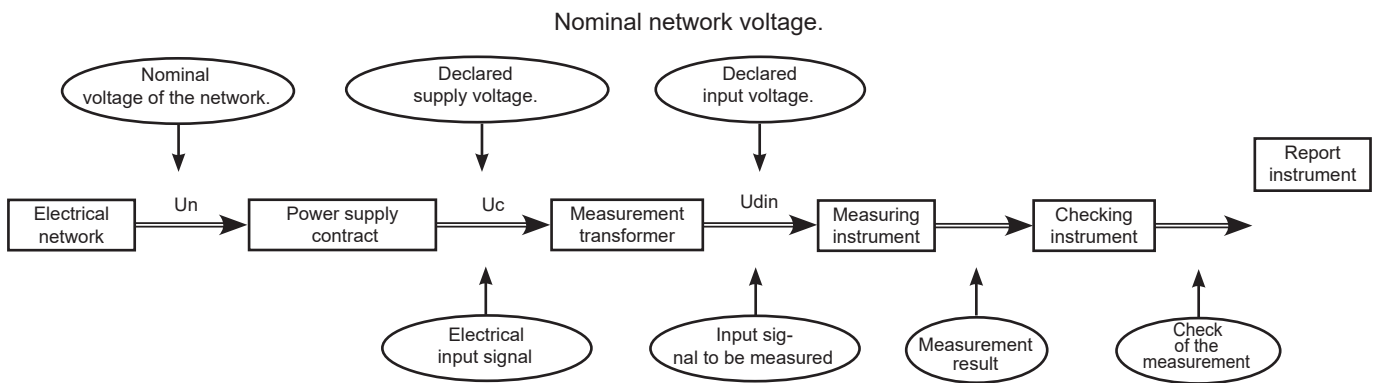 Nominal network voltage.
Nominal
voltage of the network.
Declared
supply voltage.
Declared
input voltage.
Report
instrument
Un
Uc
Udin
Electrical
network
Power supply
contract
Measurement
transformer
Measuring
instrument
Checking
instrument
Electrical
input signal
Input sig-
nal to be measured
Measurement
result
Check
of the
measurement